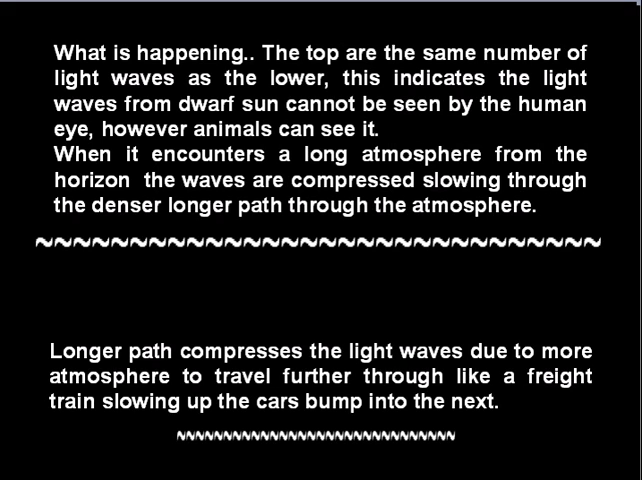 What is happening.. The top are the same number of
light waves as the lower, this indicates the light
waves from dwarf sun cannot be seen by the human
eye, however animals can see it.
When it encounters a long atmosphere from the
horizon the waves are compressed slowing through
the denser longer path through the atmosphere.
~~~~~~~~~~~~~~~~~~~~~~~~~~~~~~
Longer path compresses the light waves due to more
atmosphere to travel further through like a freight
train slowing up the cars bump into the next.
~~~~~~~~~~~~~~~~~~~~~~~~~~~~~~